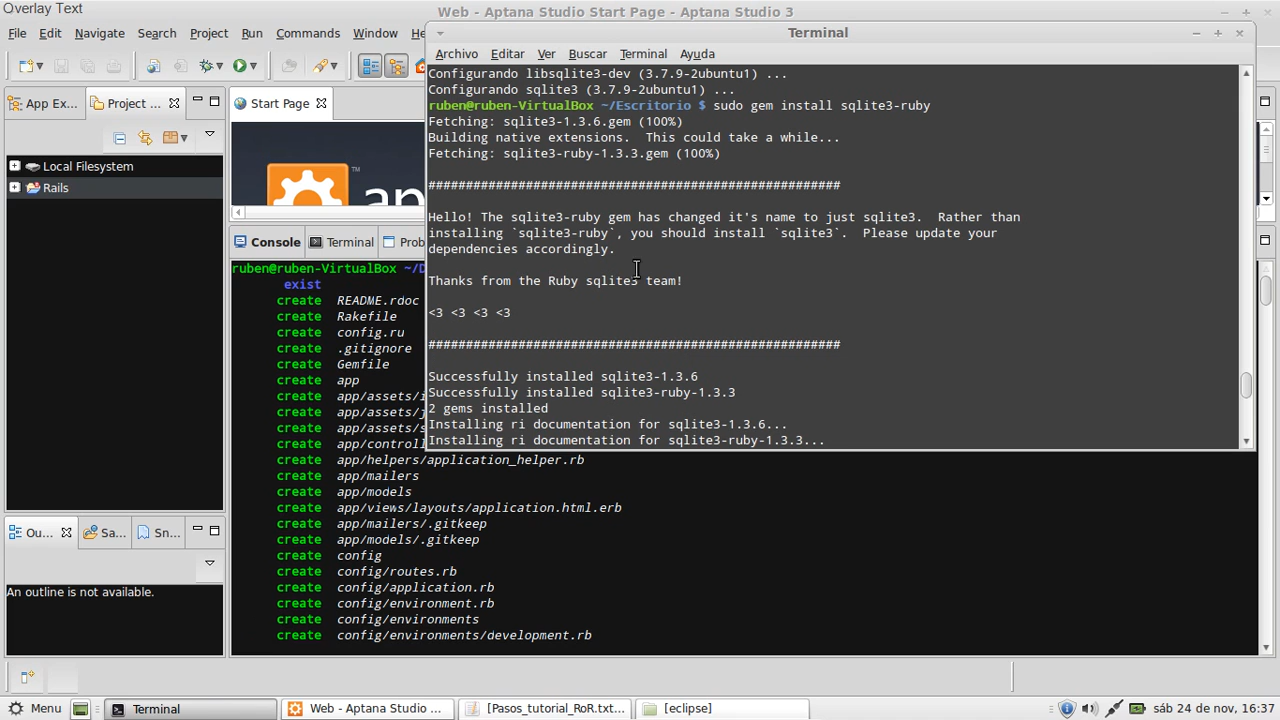 Overlay Text
Web - Aptana Studio Start Page - Aptana Studio 3
File Edit Navigate Search Project Run Commands Window He
App Ex... Project ... Start Page
Local Filesystem
Rails
™
ap
Console Terminal Prob
ruben@ruben-VirtualBox ~/D
exist
create README.rdoc
create Rakefile
create config.ru
create .gitignore
create Gemfile
create app
create app/assets/i
create app/assets/j
create app/assets/s
create app/controll
create app/helpers/application_helper.rb
create app/mailers
create app/models
create app/views/layouts/application.html.erb
create app/mailers/.gitkeep
create app/models/.gitkeep
create config
create config/routes.rb
create config/application.rb
create config/environment.rb
create config/environments
create config/environments/development.rb
Ou... Sa... Sn...
An outline is not available.
Terminal
Archivo Editar Ver Buscar Terminal Ayuda
Configurando libsqlite3-dev (3.7.9-2ubuntu1) ...
Configurando sqlite3 (3.7.9-2ubuntu1) ...
ruben@ruben-VirtualBox ~/Escritorio $ sudo gem install sqlite3-ruby
Fetching: sqlite3-1.3.6.gem (100%)
Building native extensions.  This could take a while...
Fetching: sqlite3-ruby-1.3.3.gem (100%)
#######################################################
Hello! The sqlite3-ruby gem has changed it's name to just sqlite3.  Rather than
installing `sqlite3-ruby`, you should install `sqlite3`.  Please update your
dependencies accordingly.
Thanks from the Ruby sqlite3 team!
<3 <3 <3 <3
#######################################################
Successfully installed sqlite3-1.3.6
Successfully installed sqlite3-ruby-1.3.3
2 gems installed
Installing ri documentation for sqlite3-1.3.6...
Installing ri documentation for sqlite3-ruby-1.3.3...
Menu Terminal Web - Aptana Studio ... [Pasos_tutorial_RoR.txt... [eclipse] sáb 24 de nov, 16:37